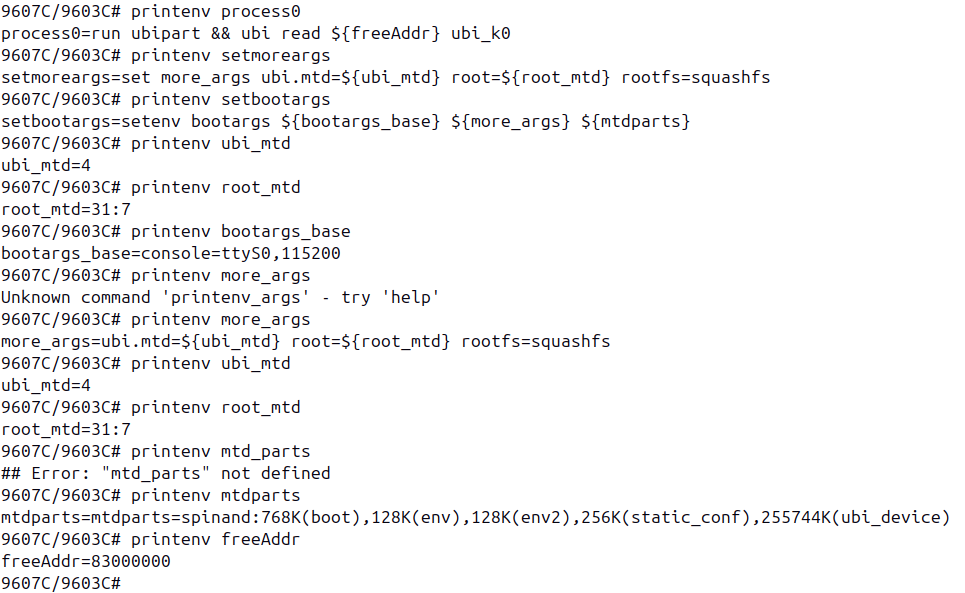 9607C/9603C# printenv process0
process0=run ubipart && ubi read ${freeAddr} ubi_k0
9607C/9603C# printenv setmoreargs
setmoreargs=set more_args ubi.mtd=${ubi_mtd} root=${root_mtd} rootfs=squashfs
9607C/9603C# printenv setbootargs
setbootargs=setenv bootargs ${bootargs_base} ${more_args} ${mtdparts}
9607C/9603C# printenv ubi_mtd
ubi_mtd=4
9607C/9603C# printenv root_mtd
root_mtd=31:7
9607C/9603C# printenv bootargs_base
bootargs_base=console=ttyS0,115200
9607C/9603C# printenv more_args
Unknown command 'printenv_args' - try 'help'
9607C/9603C# printenv more_args
more_args=ubi.mtd=${ubi_mtd} root=${root_mtd} rootfs=squashfs
9607C/9603C# printenv ubi_mtd
ubi_mtd=4
9607C/9603C# printenv root_mtd
root_mtd=31:7
9607C/9603C# printenv mtd_parts
## Error: "mtd_parts" not defined
9607C/9603C# printenv mtdparts
mtdparts=mtdparts=spinand:768K(boot),128K(env),128K(env2),256K(static_conf),255744K(ubi_device)
9607C/9603C# printenv freeAddr
freeAddr=83000000
9607C/9603C#